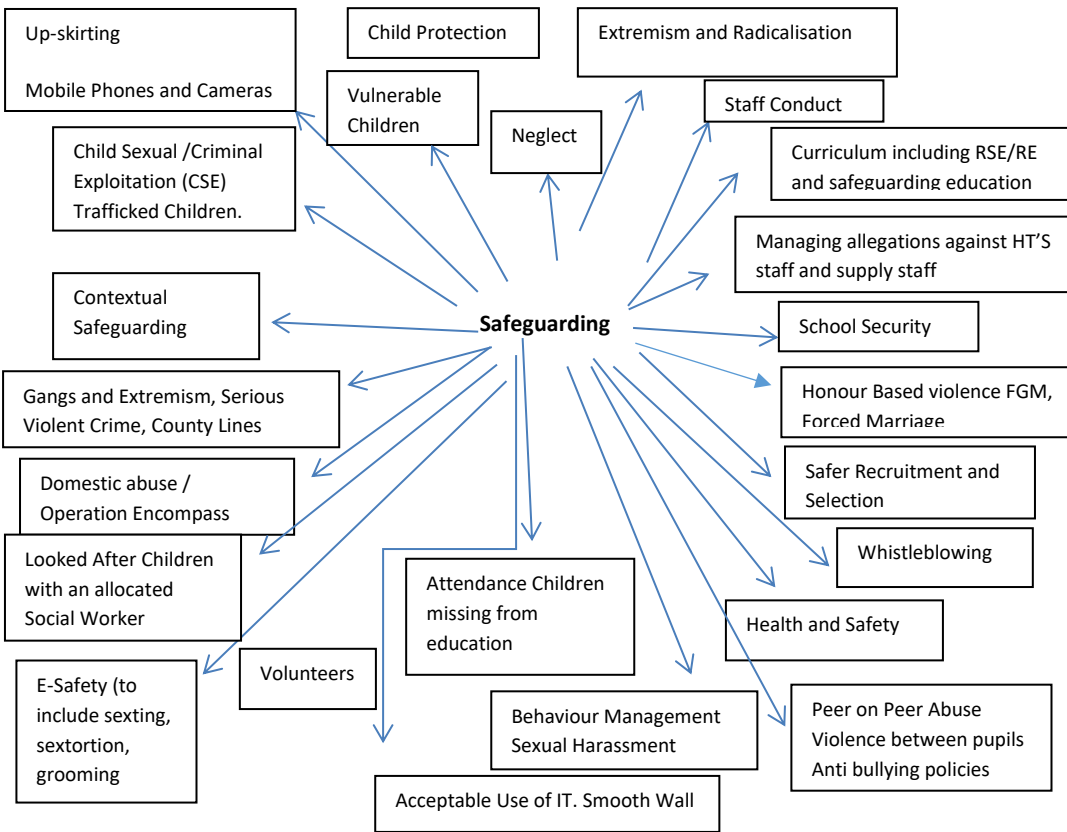 Up-skirting
Mobile Phones and Cameras
Child Protection
Extremism and Radicalisation
Vulnerable
Children
Neglect
Staff Conduct
Child Sexual /Criminal
Exploitation (CSE)
Trafficked Children.
Curriculum including RSE/RE
and safeguarding education
Managing allegations against HT'S
staff and supply staff
Contextual
Safeguarding
Safeguarding
School Security
Gangs and Extremism, Serious
Violent Crime, County Lines
Honour Based violence FGM,
Forced Marriage
Domestic abuse /
Operation Encompass
Safer Recruitment and
Selection
Looked After Children
with an allocated
Social Worker
Attendance Children
missing from
education
Whistleblowing
Health and Safety
Volunteers
E-Safety (to
include sexting,
sextortion,
grooming
Behaviour Management
Sexual Harassment
Peer on Peer Abuse
Violence between pupils
Anti bullying policies
Acceptable Use of IT. Smooth Wall